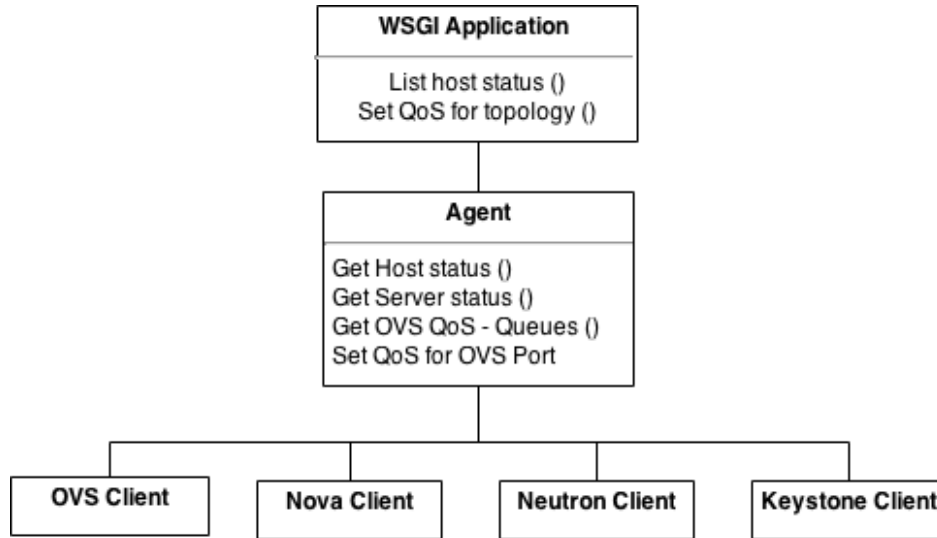 WSGI Application
List host status ()
Set QoS for topology ()
Agent
Get Host status ()
Get Server status ()
Get OVS QoS - Queues ()
Set QoS for OVS Port
OVS Client
Nova Client
Neutron Client
Keystone Client